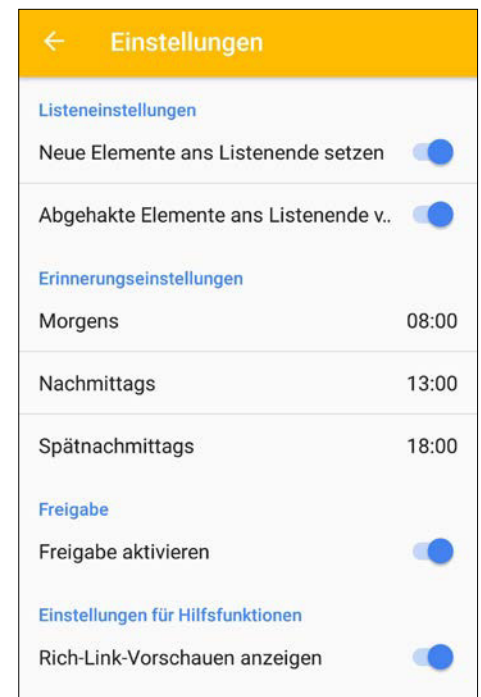 Einstellungen
Listeneinstellungen
Neue Elemente ans Listenende setzen
Abgehakte Elemente ans Listenende v..
Erinnerungseinstellungen
Morgens 08:00
Nachmittags 13:00
Spätnachmittags 18:00
Freigabe
Freigabe aktivieren
Einstellungen für Hilfsfunktionen
Rich-Link-Vorschauen anzeigen